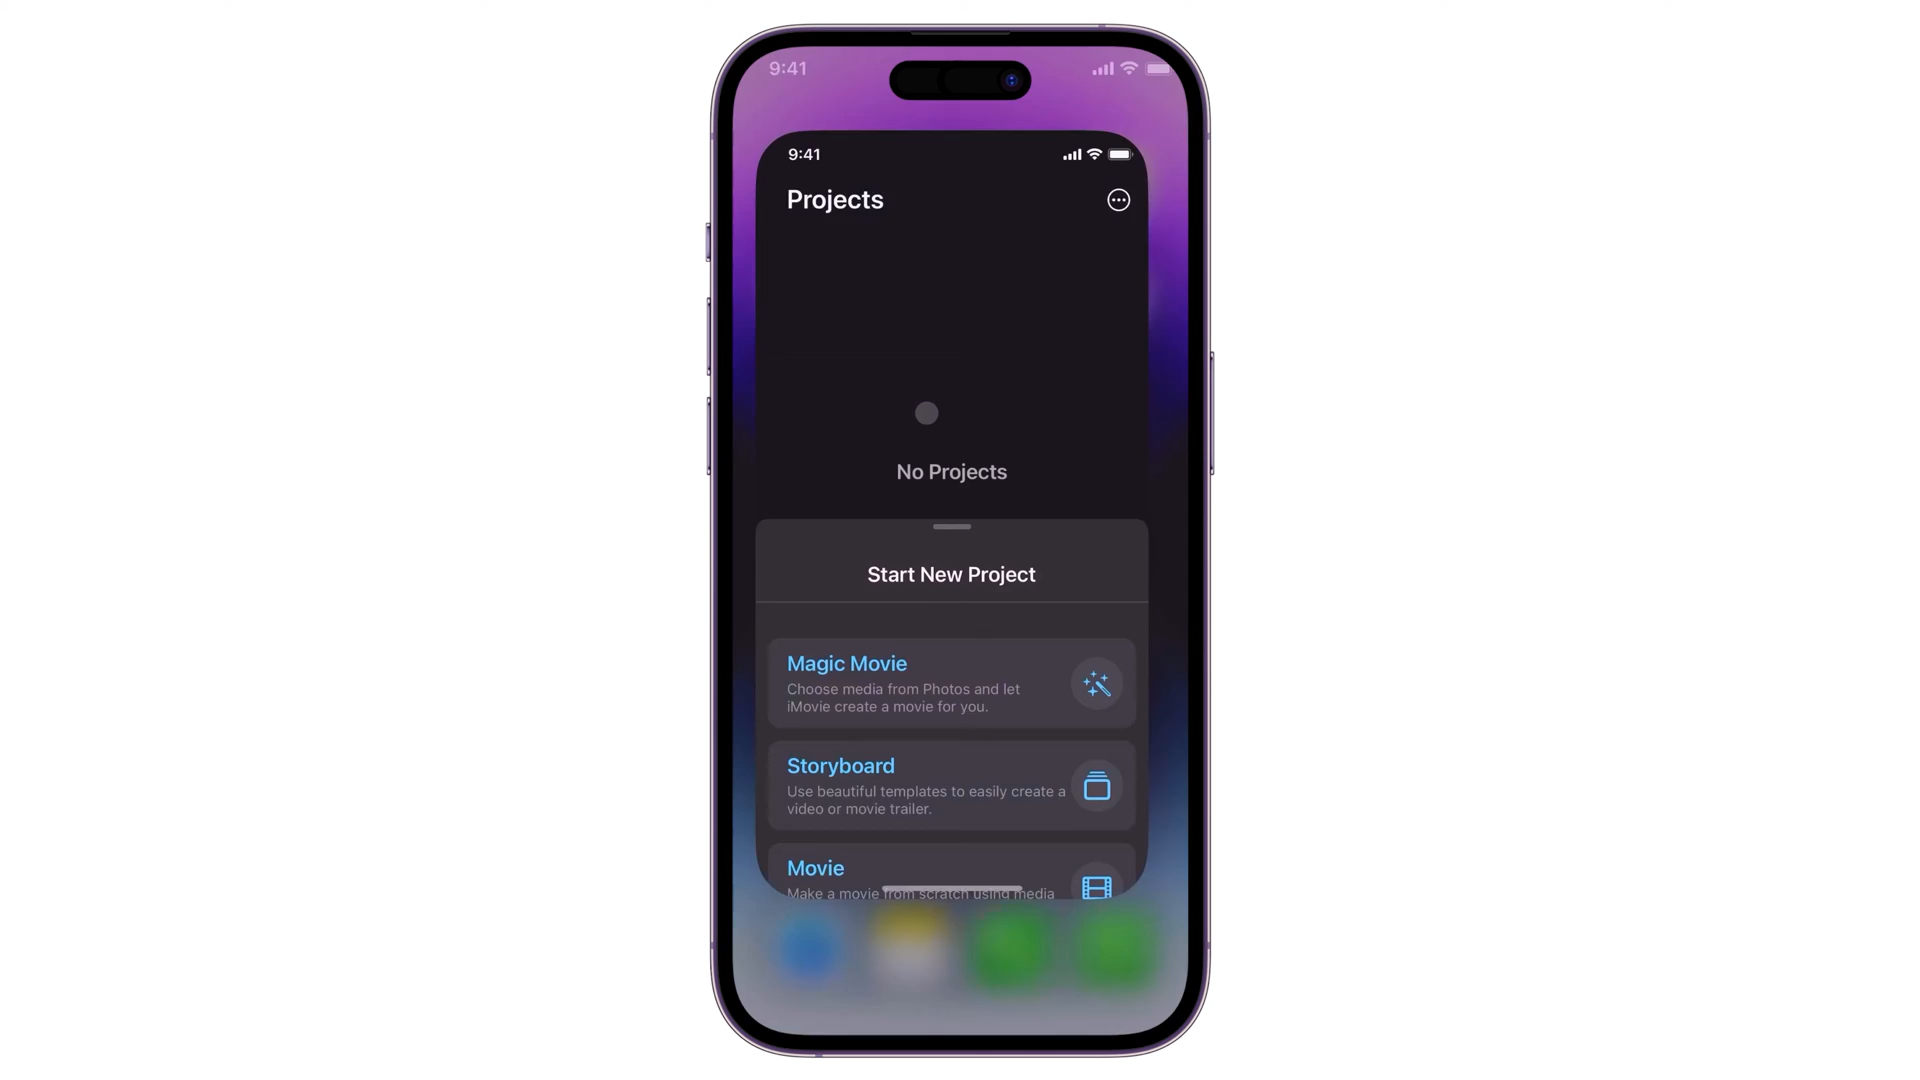 9:41
9:41
Projects
No Projects
Start New Project
Magic Movie
Choose media from Photos and let
iMovie create a movie for you.
Storyboard
Use beautiful templates to easily create a
video or movie trailer.
Movie
Make a movie from scratch using media